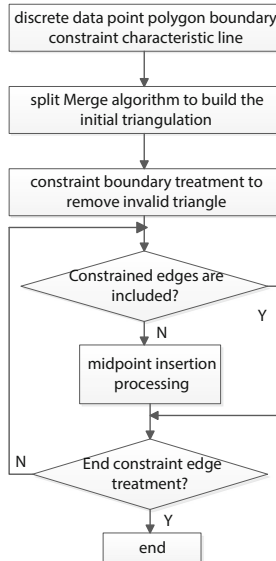 discrete data point polygon boundary
constraint characteristic line
split Merge algorithm to build the
initial triangulation
constraint boundary treatment to
remove invalid triangle
Constrained edges are
included?
Y
N
midpoint insertion
processing
N
End constraint edge
treatment?
Y
end